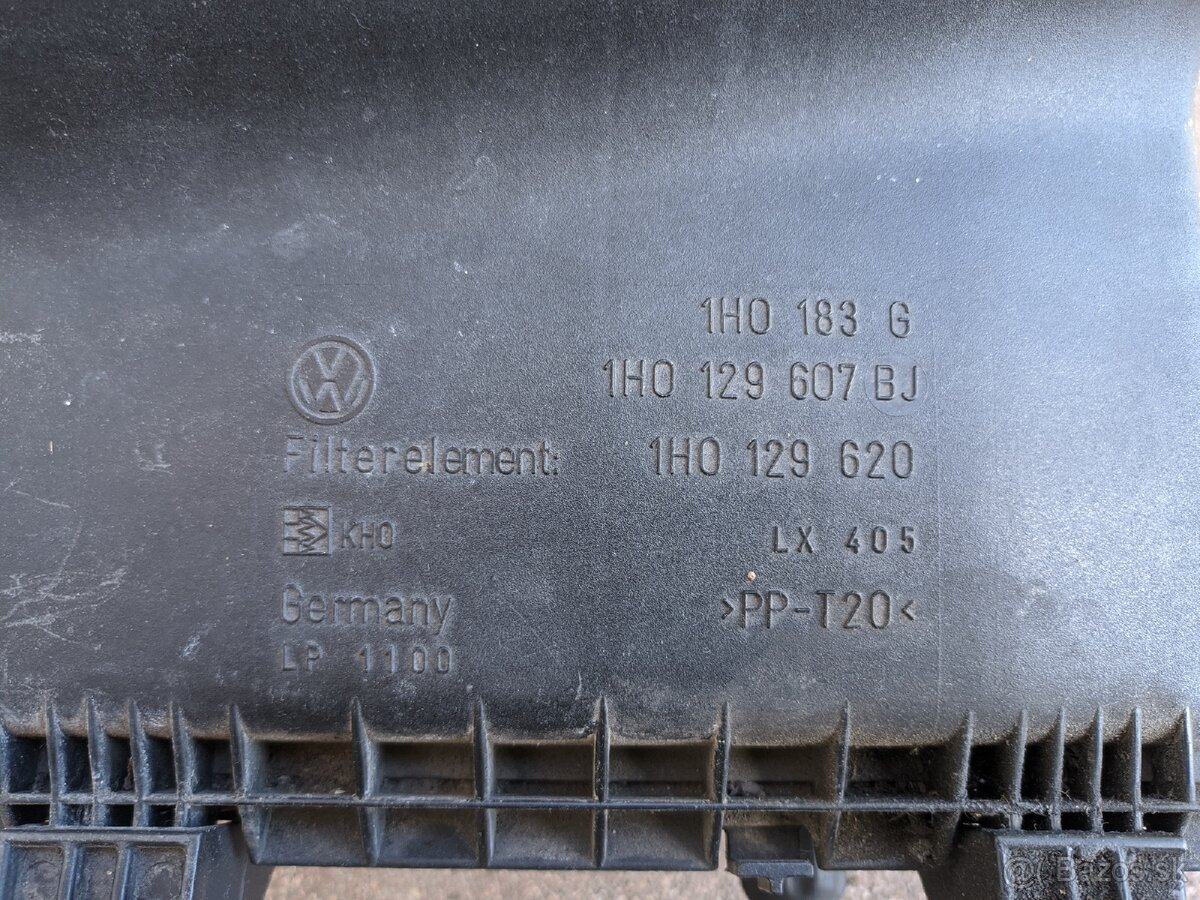 1H0 183 G
1H0 129 607 BJ
Filterelement: 1H0 129 620
KHO LX 405
Germany >PP-T20<
LP 1100
Bazos.sk